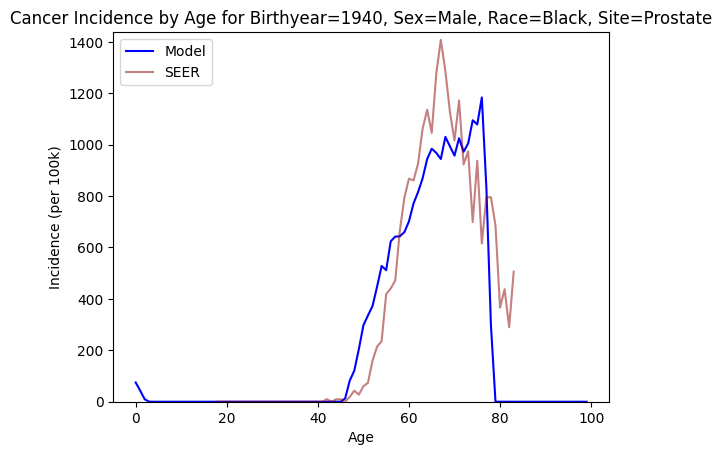 Cancer Incidence by Age for Birthyear=1940, Sex=Male, Race=Black, Site=Prostate
Model
SEER
Incidence (per 100k)
1400
1200
1000
800
600
400
200
0
0 20 40 60 80 100
Age